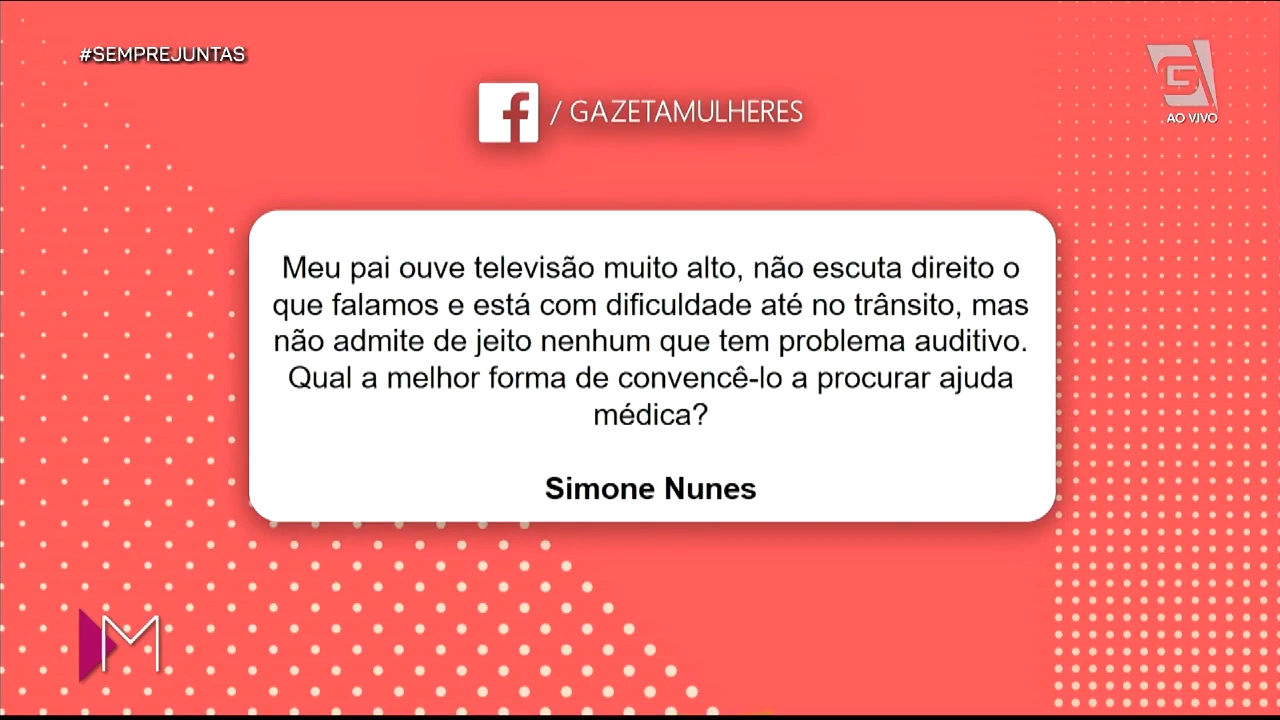 #SEMPREJUNTAS
f / GAZETAMULHERES
G
AO VIVO
Meu pai ouve televisão muito alto, não escuta direito o
que falamos e está com dificuldade até no trânsito, mas
não admite de jeito nenhum que tem problema auditivo.
Qual a melhor forma de convencê-lo a procurar ajuda
médica?
Simone Nunes
M